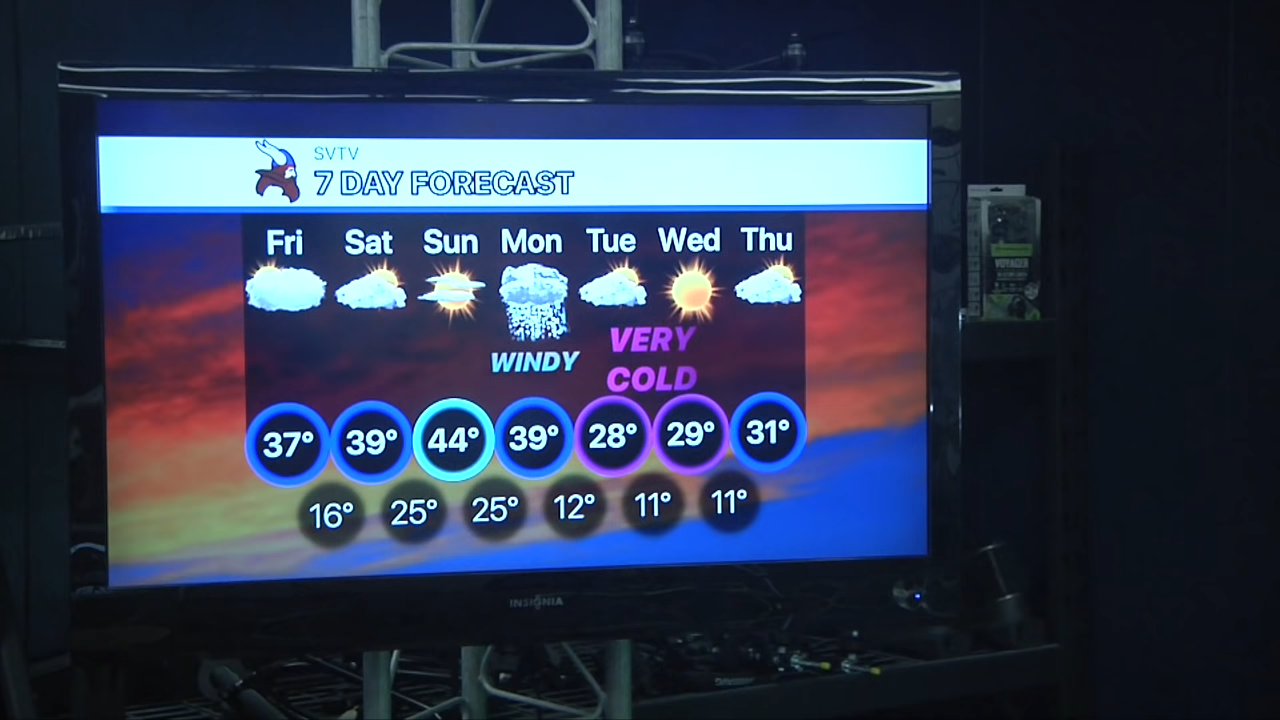 SVTV
7 DAY FORECAST
Fri Sat Sun Mon Tue Wed Thu
WINDY
VERY
COLD
37° 39° 44° 39° 28° 29° 31°
16° 25° 25° 12° 11° 11°
INSIGNIA
VOYAGER